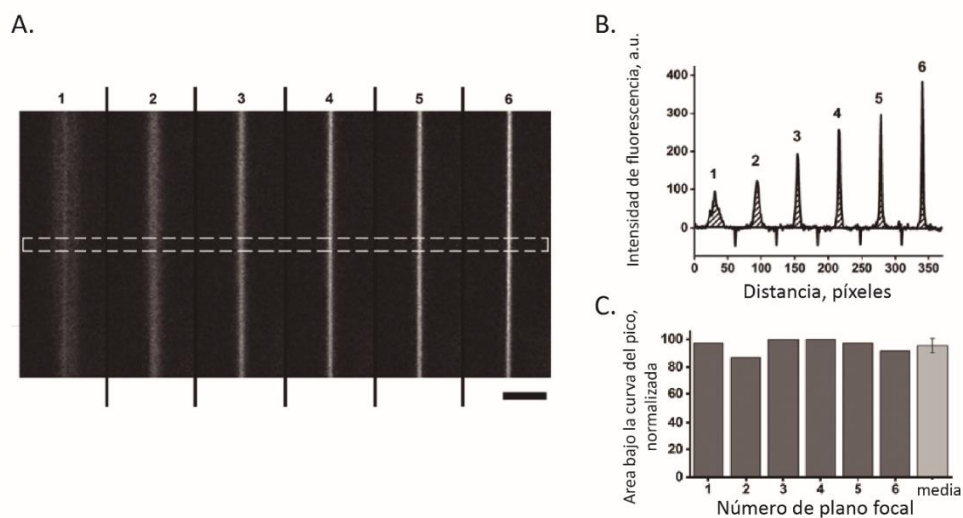 A.
1 2 3 4 5 6
B.
Intensidad de fluorescencia, a.u.
400
300
200
100
0
1
2
3
4
5
6
0 50 100 150 200 250 300 350
Distancia, píxeles
C.
Area bajo la curva del pico,
normalizada
100
80
60
40
20
0
1 2 3 4 5 6 media
Número de plano focal